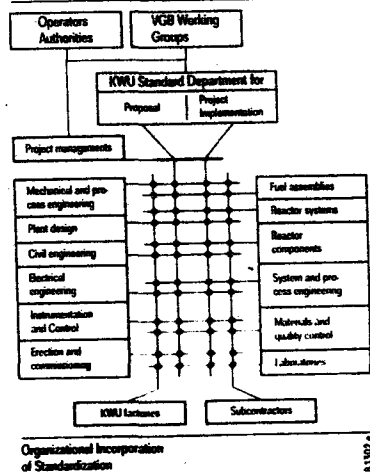 Operators
Authorities
VGB Working
Groups
KWU Standard Department for
Proposal
Project
Implementation
Project managements
Mechanical and pro-
cess engineering
Plant design
Civil engineering
Electrical
engineering
Instrumentation
and Control
Erection and
commissioning
Fuel assemblies
Reactor systems
Reactor
components
System and pro-
cess engineering
Materials and
quality control
Laboratories
KWU factories
Subcontractors
Organizational Incorporation
of Standardization